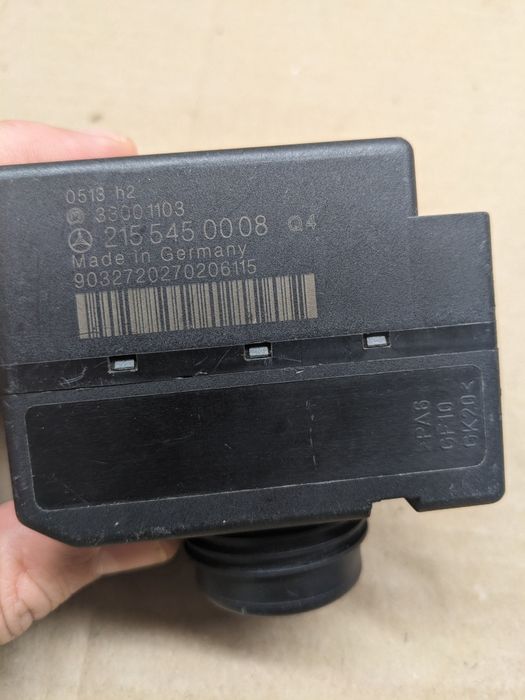 0513 h2
33001103
215 545 00 08 Q4
Made in Germany
9032720270206115
>PA6
GF10
GK20<